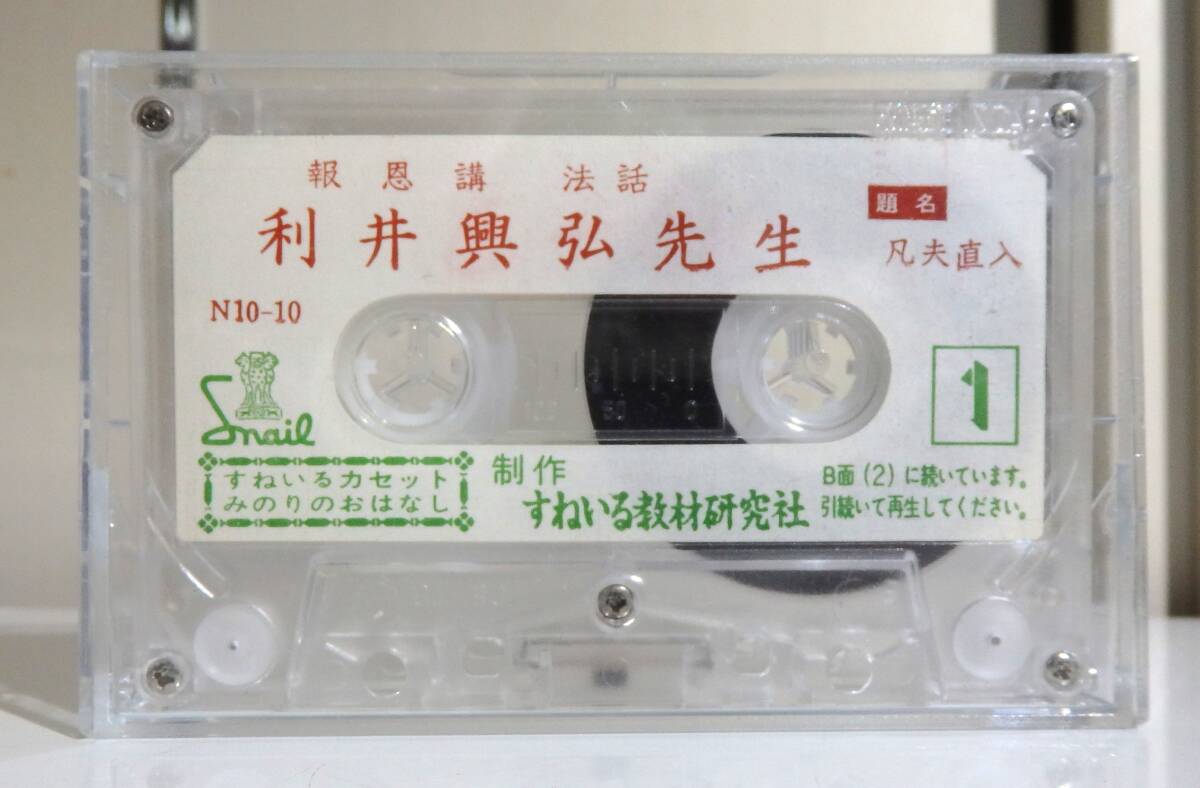 報恩講 法話
利井興弘先生
題名
凡夫直入
N10-10
Snail
1
すねいるカセット
みのりのおはなし
制作
すねいる教材研究社
B面(2)に続いています。
引続いて再生してください。
100 50 0